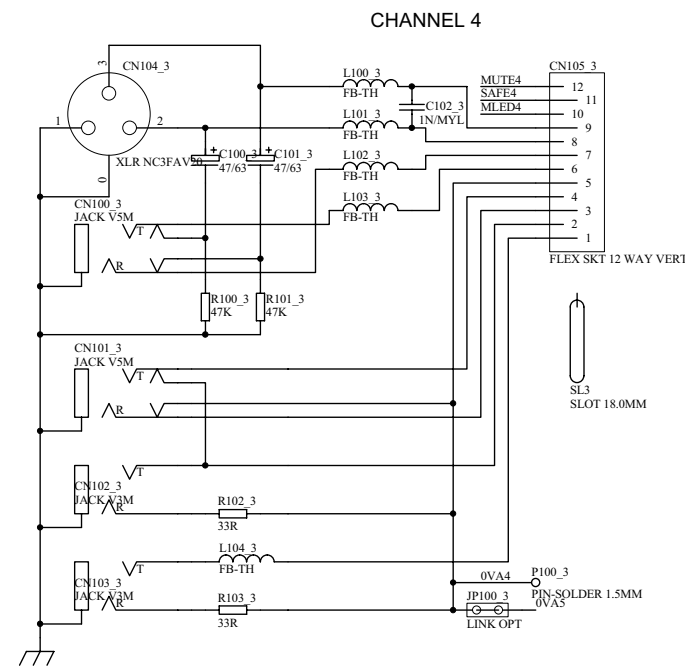 CHANNEL 4
CN104_3
3
1
2
0
XLR NC3FAV20
L100_3
FB-TH
L101_3
FB-TH
L102_3
FB-TH
L103_3
FB-TH
C102_3
1N/MYL
C100_3
47/63
C101_3
47/63
CN105_3
MUTE4
SAFE4
MLED4
12
11
10
9
8
7
6
5
4
3
2
1
FLEX SKT 12 WAY VERT
CN100_3
JACK V5M
T
R
R100_3
47K
R101_3
47K
SL3
SLOT 18.0MM
CN101_3
JACK V5M
T
R
CN102_3
JACK V3M
T
R
R102_3
33R
L104_3
FB-TH
CN103_3
JACK V3M
T
R
R103_3
33R
0VA4
P100_3
PIN-SOLDER 1.5MM
JP100_3
0VA5
LINK OPT